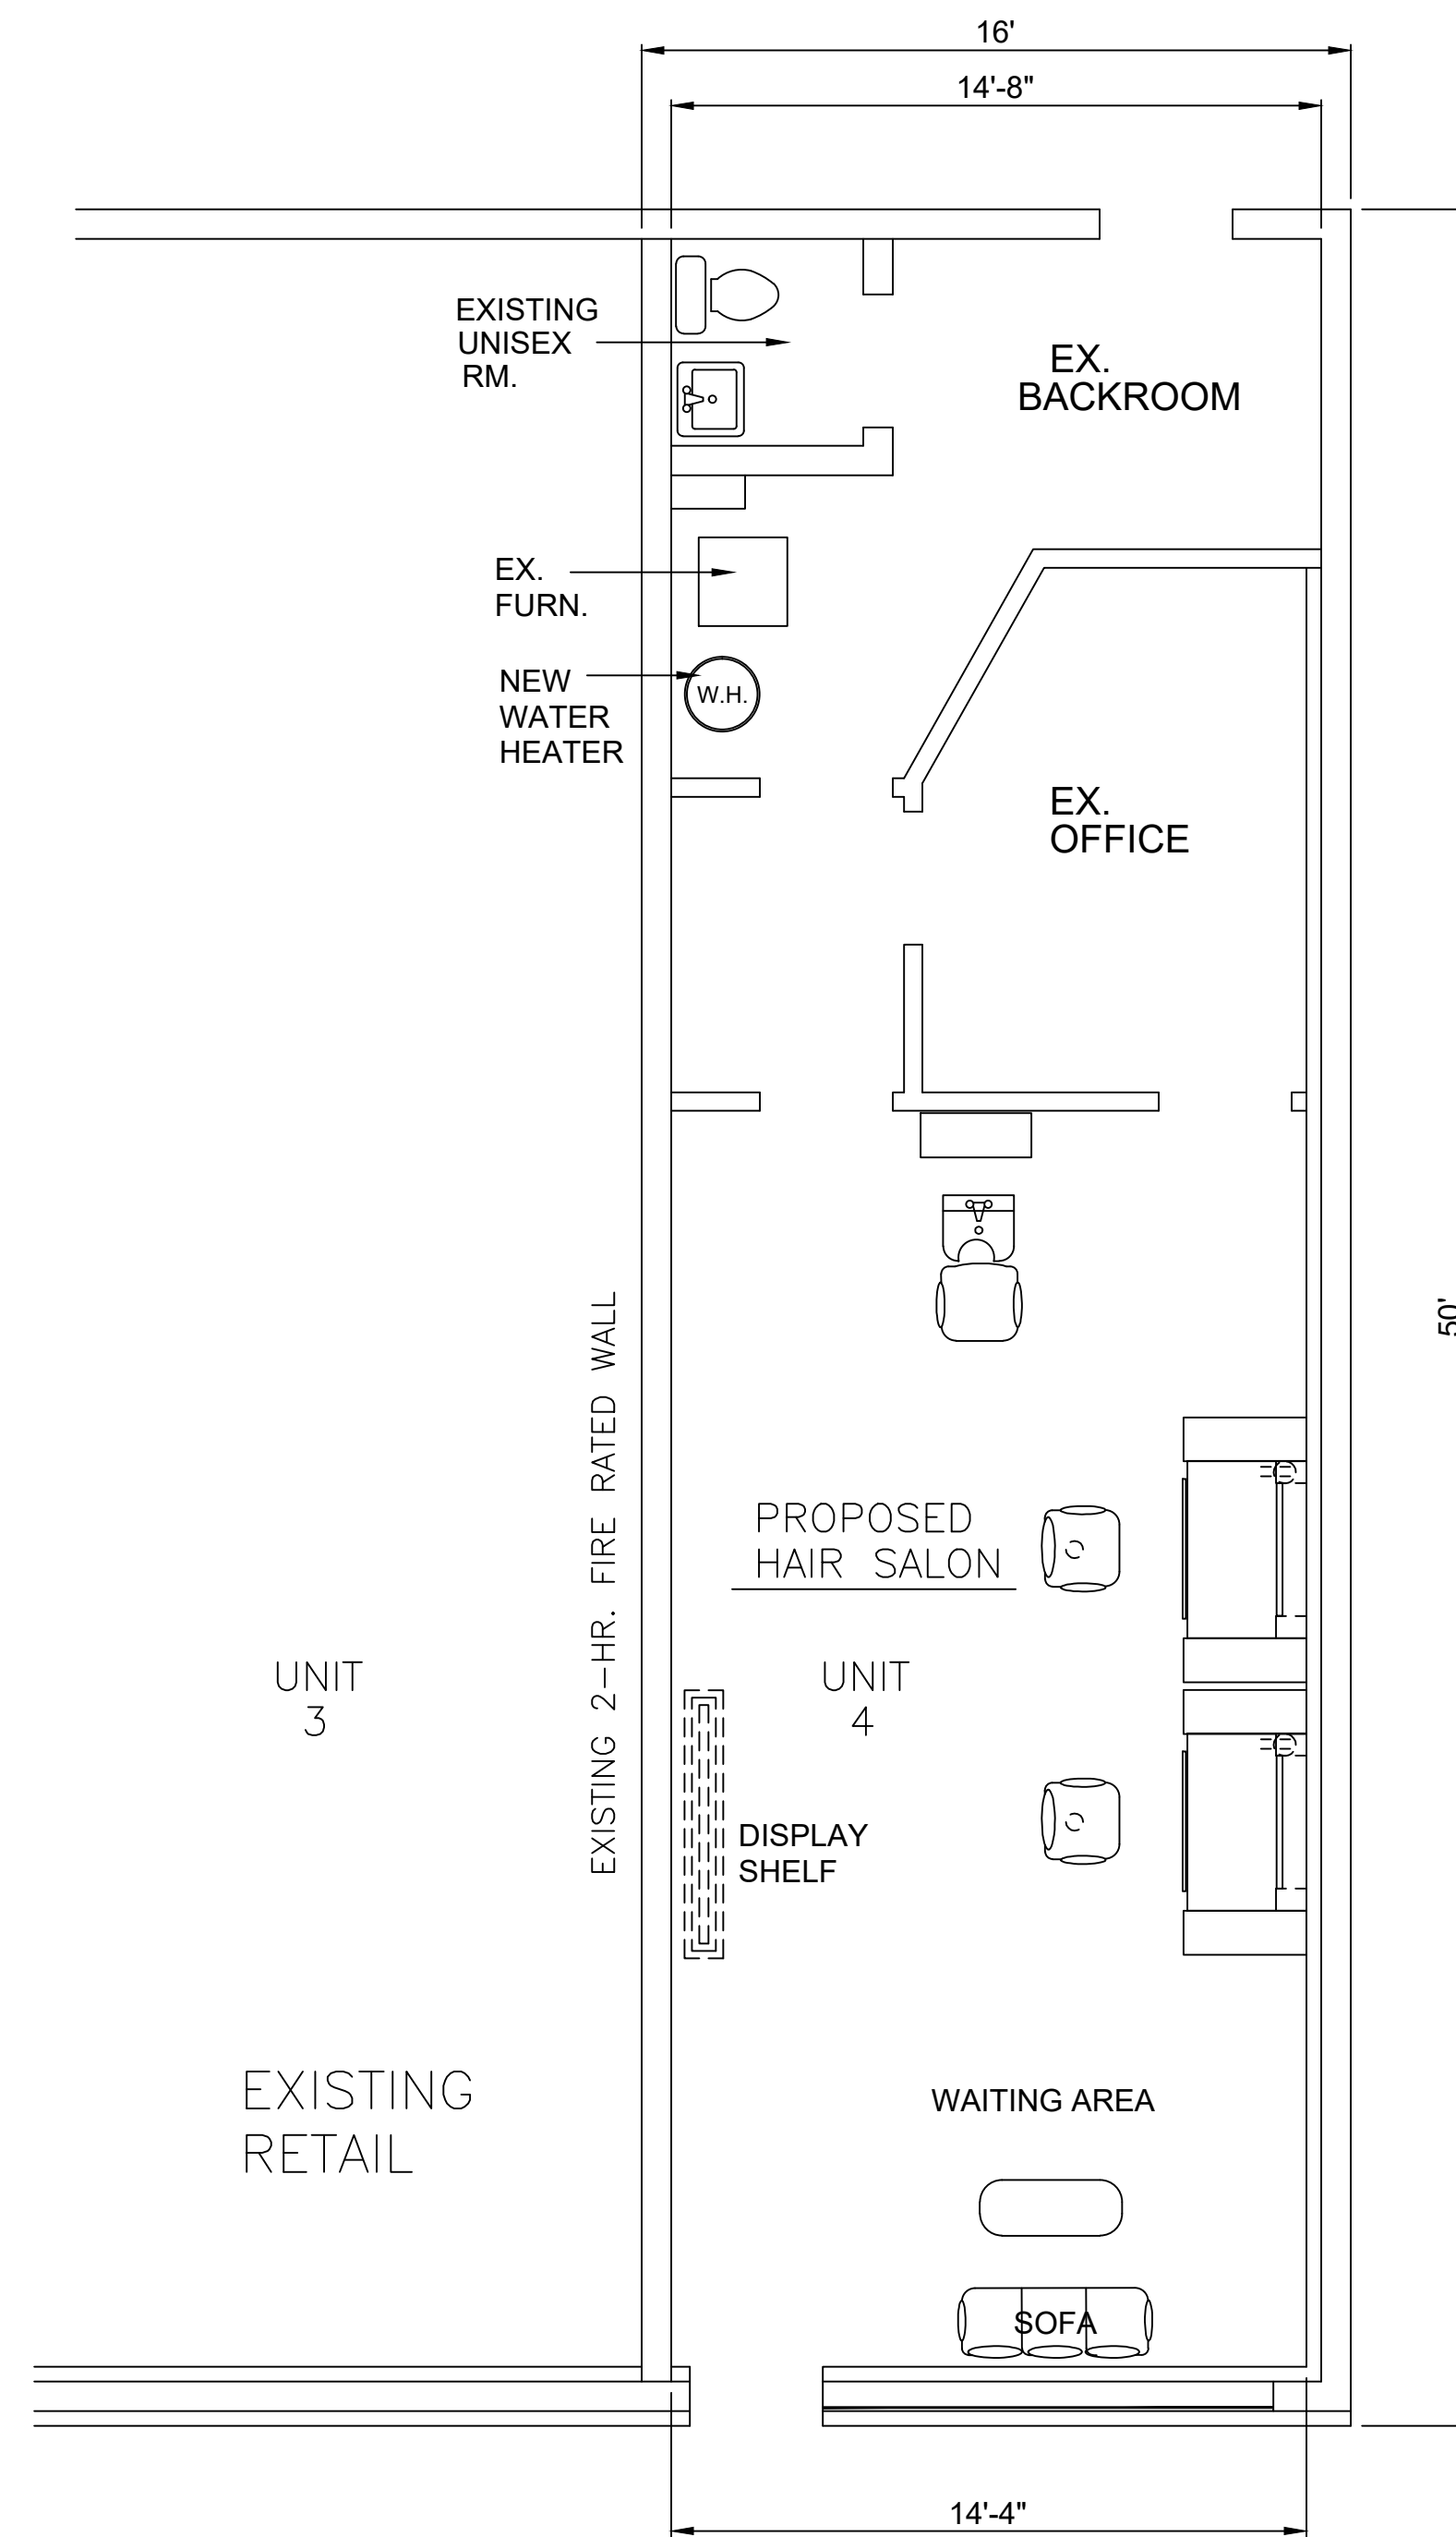 16'
14'-8"
EXISTING
UNISEX
RM.
EX.
BACKROOM
EX.
FURN.
NEW
WATER
HEATER
W.H.
EX.
OFFICE
50'
EXISTING 2-HR. FIRE RATED WALL
PROPOSED
HAIR SALON
UNIT
3
UNIT
4
DISPLAY
SHELF
EXISTING
RETAIL
WAITING AREA
SOFA
14'-4"